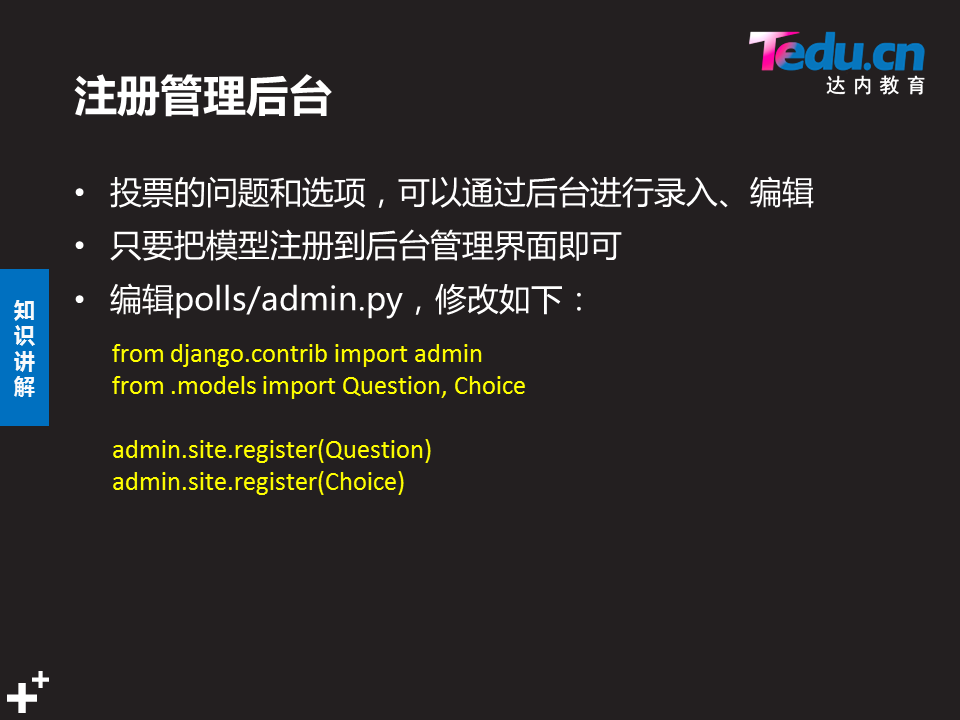 Tedu.cn
达内教育
注册管理后台
• 投票的问题和选项，可以通过后台进行录入、编辑
• 只要把模型注册到后台管理界面即可
• 编辑polls/admin.py，修改如下：
知识讲解
from django.contrib import admin
from .models import Question, Choice
admin.site.register(Question)
admin.site.register(Choice)